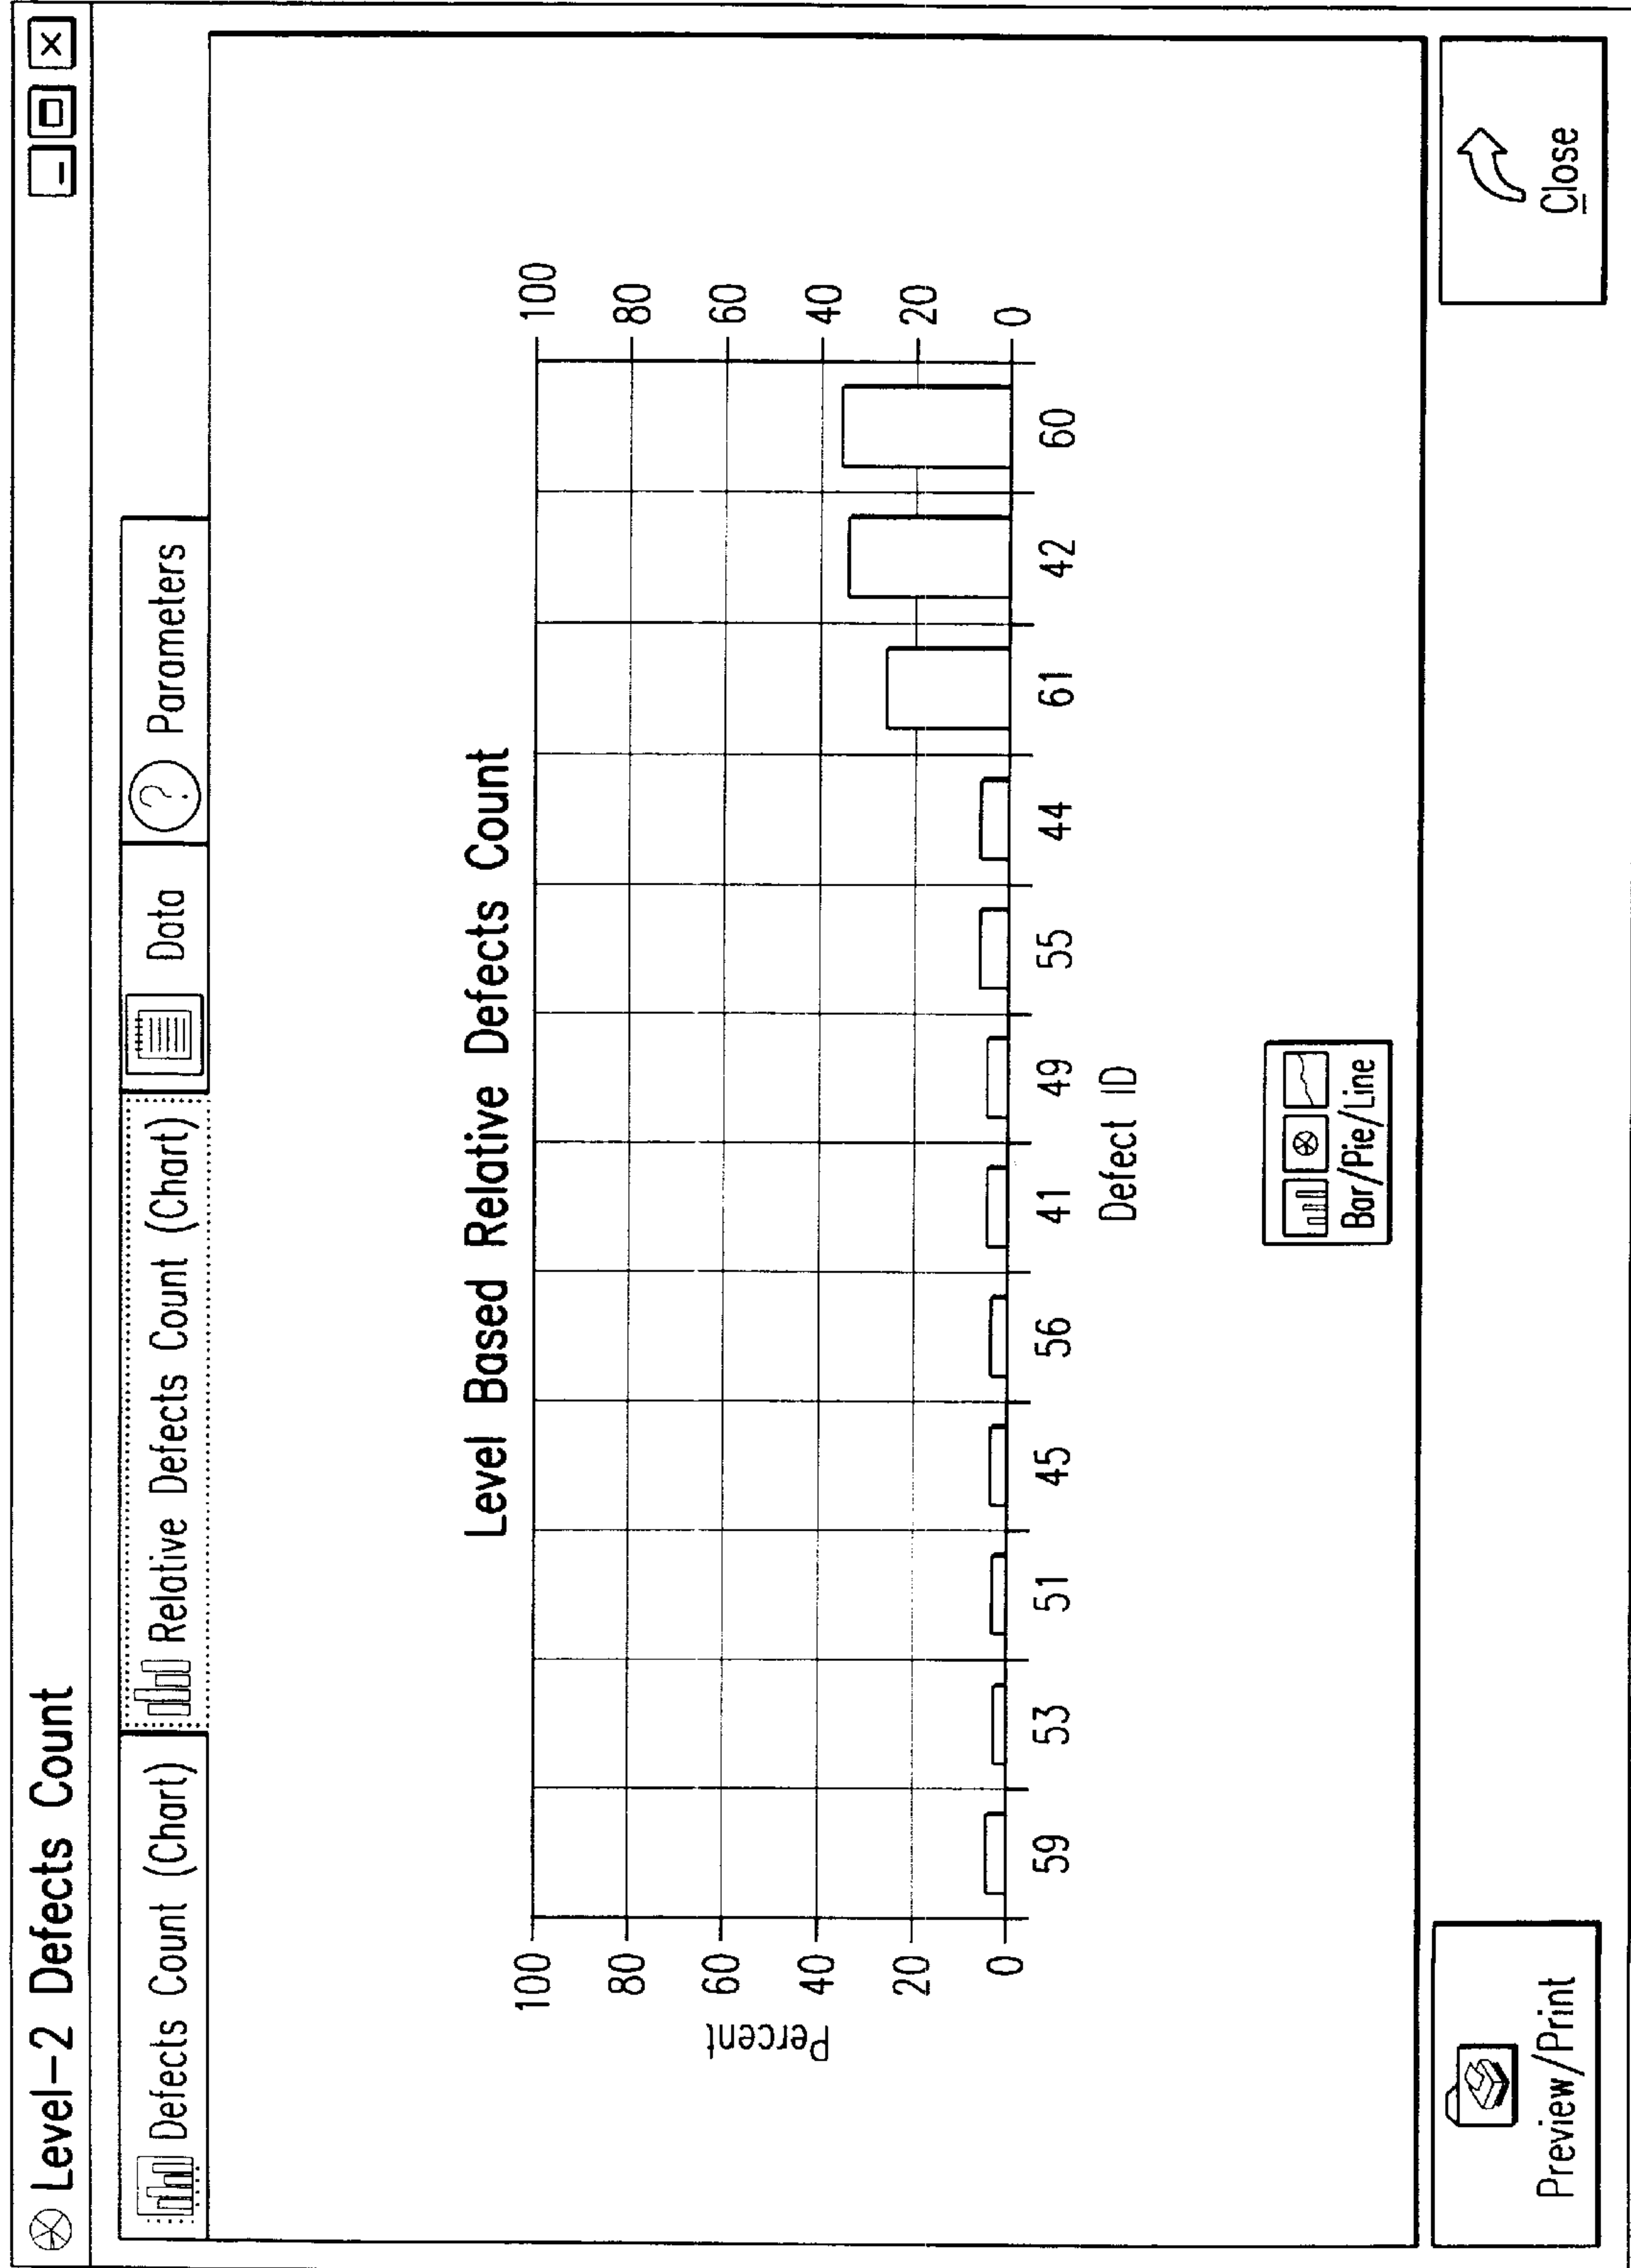 Level-2 Defects Count
Defects Count (Chart)
Relative Defects Count (Chart)
Data
? Parameters
Level Based Relative Defects Count
Percent
100
80
60
40
20
0
100
80
60
40
20
0
59 53 51 45 56 41 49 55 44 61 42 60
Defect ID
Bar/Pie/Line
Preview/Print
Close